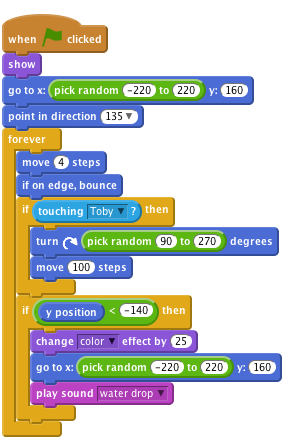 when clicked
show
go to x: pick random -220 to 220 y: 160
point in direction 135▼
forever
move 4 steps
if on edge, bounce
if touching Toby ▼ ? then
turn pick random 90 to 270 degrees
move 100 steps
if y position < -140 then
change color ▼ effect by 25
go to x: pick random -220 to 220 y: 160
play sound water drop ▼